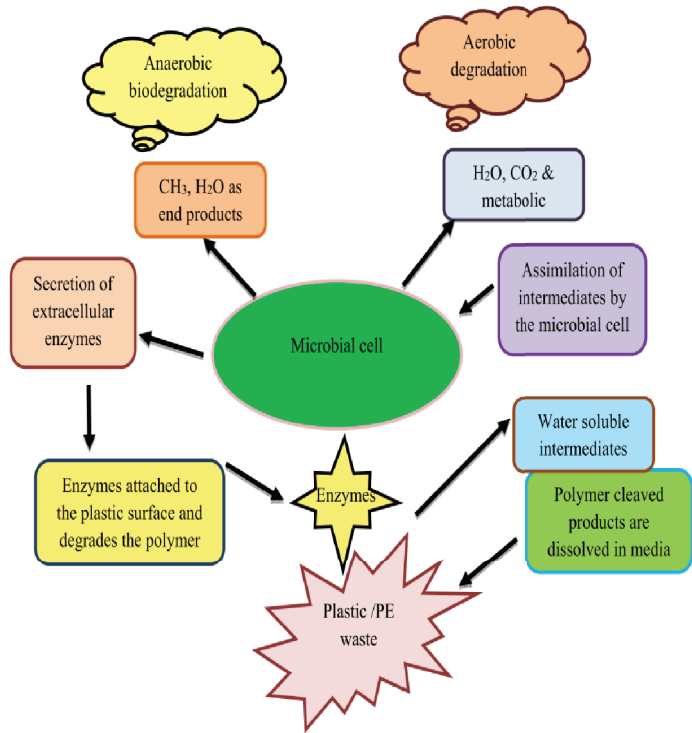 Anaerobic
biodegradation
Aerobic
degradation
CH₃, H₂O as
end products
H₂O, CO₂ &
metabolic
Secretion of
extracellular
enzymes
Microbial cell
Assimilation of
intermediates by
the microbial cell
Water soluble
intermediates
Enzymes attached to
the plastic surface and
degrades the polymer
Enzymes
Polymer cleaved
products are
dissolved in media
Plastic /PE
waste